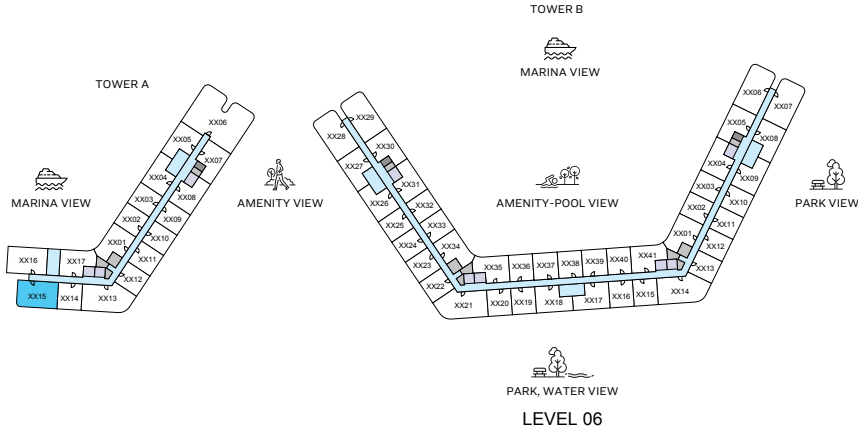 TOWER B
MARINA VIEW
TOWER A
MARINA VIEW
AMENITY VIEW
AMENITY-POOL VIEW
PARK VIEW
XX06
XX05
XX07
XX04
XX08
XX03
XX09
XX02
XX10
XX01
XX11
XX16
XX17
XX12
XX15
XX14
XX13
XX29
XX28
XX30
XX27
XX31
XX26
XX32
XX25
XX33
XX24
XX34
XX23
XX35
XX36
XX37
XX38
XX39
XX40
XX41
XX22
XX21
XX20
XX19
XX18
XX17
XX16
XX15
XX14
XX06
XX07
XX05
XX08
XX04
XX09
XX03
XX10
XX02
XX11
XX01
XX12
XX13
PARK, WATER VIEW
LEVEL 06